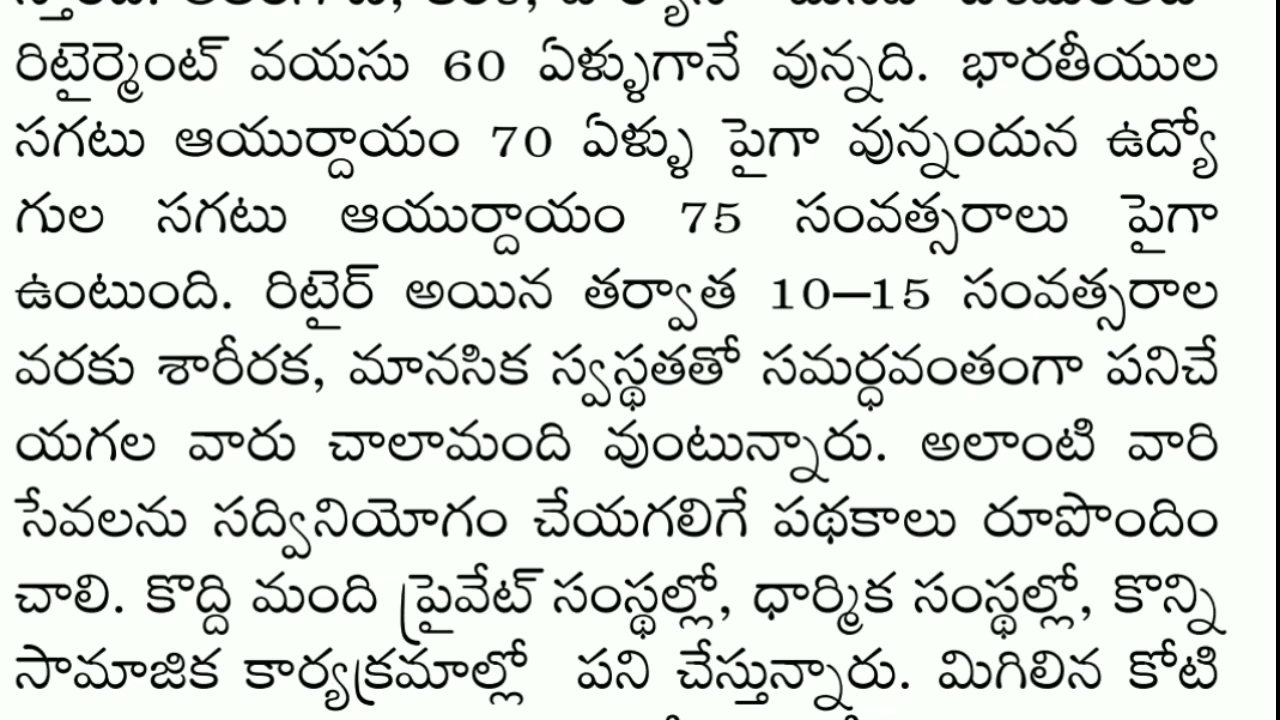 రిటైర్మెంట్ వయసు 60 ఏళ్ళుగానే వున్నది. భారతీయుల
సగటు ఆయుర్దాయం 70 ఏళ్ళు పైగా వున్నందున ఉద్యో
గుల సగటు ఆయుర్దాయం 75 సంవత్సరాలు పైగా
ఉంటుంది. రిటైర్ అయిన తర్వాత 10–15 సంవత్సరాల
వరకు శారీరక, మానసిక స్వస్థతతో సమర్ధవంతంగా పనిచే
యగల వారు చాలామంది వుంటున్నారు. అలాంటి వారి
సేవలను సద్వినియోగం చేయగలిగే పథకాలు రూపొందిం
చాలి. కొద్ది మంది ప్రైవేట్ సంస్థల్లో, ధార్మిక సంస్థల్లో, కొన్ని
సామాజిక కార్యక్రమాల్లో పని చేస్తున్నారు. మిగిలిన కోటి